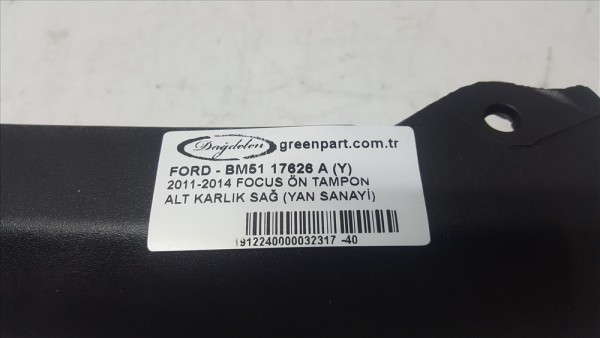 Dağdelen greenpart.com.tr
FORD - BM51 17626 A (Y)
2011-2014 FOCUS ÖN TAMPON
ALT KARLIK SAĞ (YAN SANAYİ)
1912240000032317 -40